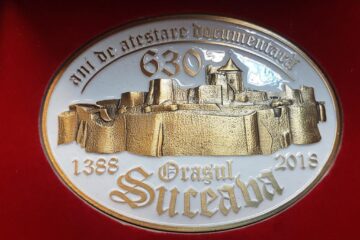 ani de atestare documentară
630
1388 Orașul 2018
Suceava